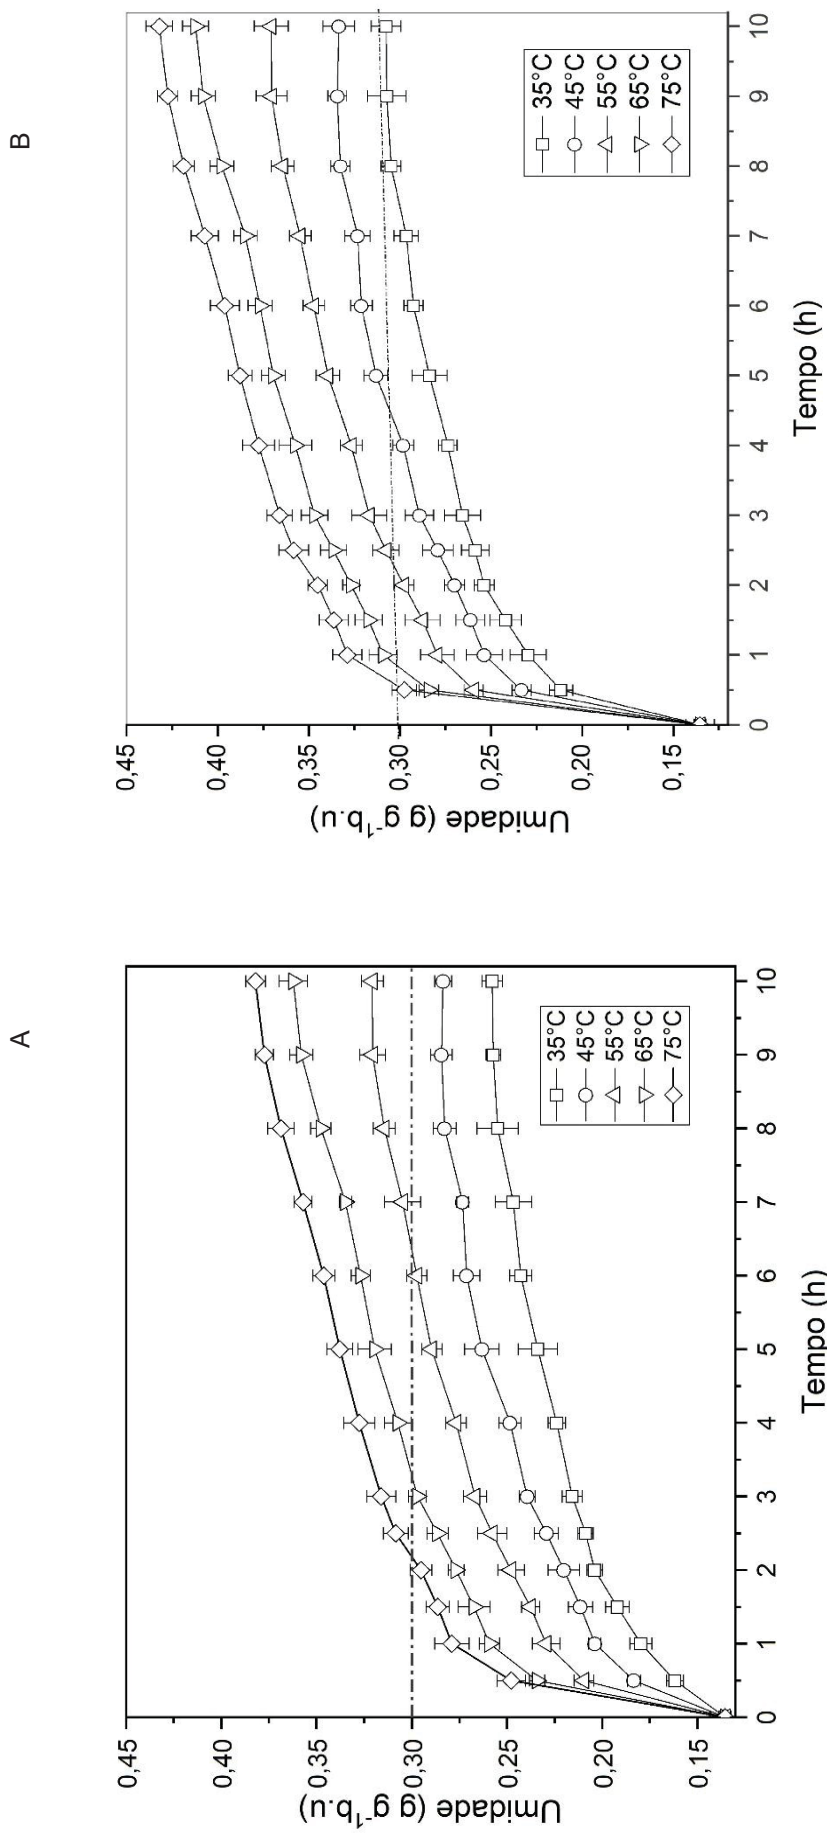 A
0,45
0,40
0,35
0,30
0,25
0,20
0,15
Umidade (g g⁻¹b.u)
0 1 2 3 4 5 6 7 8 9 10
Tempo (h)
35°C
45°C
55°C
65°C
75°C
B
0,45
0,40
0,35
0,30
0,25
0,20
0,15
Umidade (g g⁻¹b.u)
0 1 2 3 4 5 6 7 8 9 10
Tempo (h)
35°C
45°C
55°C
65°C
75°C